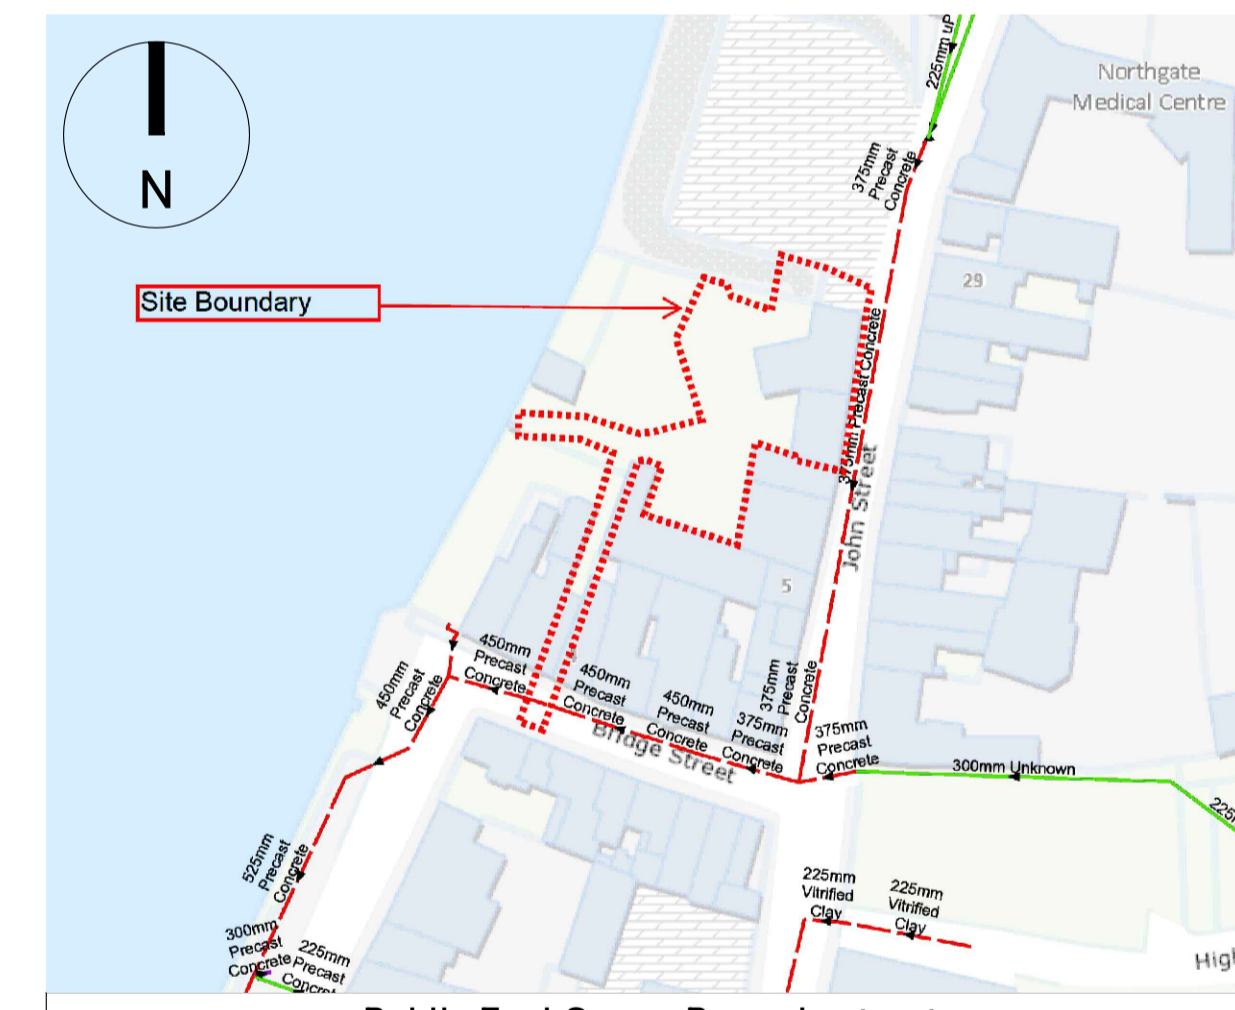 225mm uP
Northgate
Medical Centre
N
375mm
Precast
Concrete
29
Site Boundary
375mm Precast Concrete
John Street
5
450mm
Precast
Concrete
450mm
Precast
Concrete
450mm
Precast
Concrete
450mm
Precast
Concrete
375mm
Precast
Concrete
375mm
Precast
Concrete
375mm
Precast
Concrete
Bridge Street
300mm Unknown
525mm
Precast
Concrete
225mm
Vitrified
Clay
225mm
Vitrified
Clay
300mm
Precast
Concrete
225mm
Precast
High